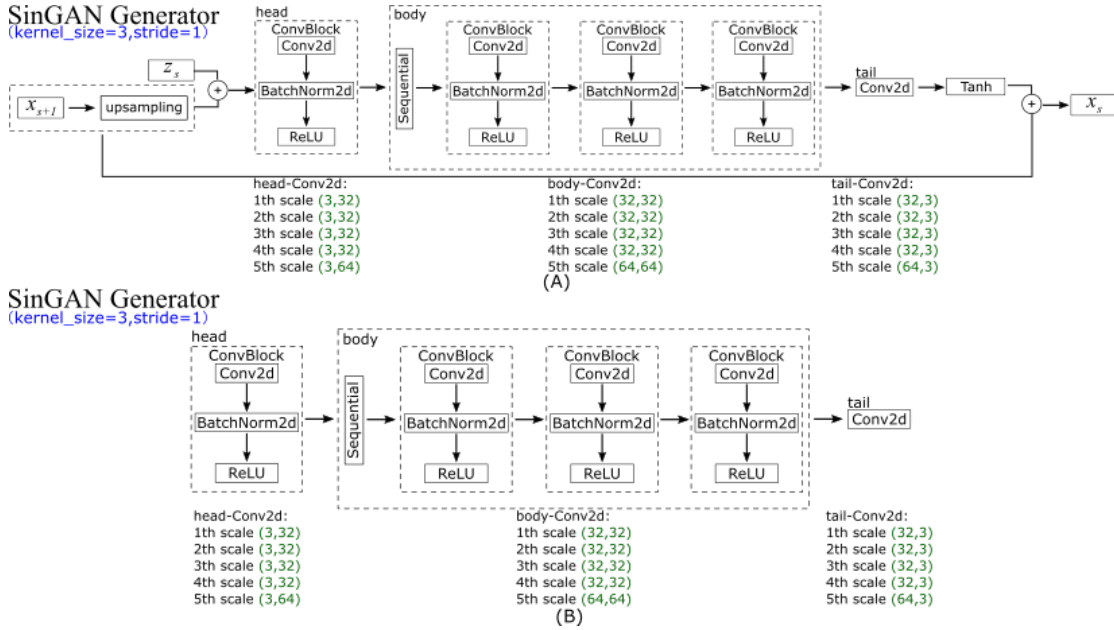 SinGAN Generator
(kernel_size=3,stride=1)
head
body
ConvBlock
ConvBlock
ConvBlock
ConvBlock
Conv2d
Conv2d
Conv2d
Conv2d
z_s
tail
x_{s+1}
upsampling
+
BatchNorm2d
Sequential
BatchNorm2d
BatchNorm2d
BatchNorm2d
Conv2d
Tanh
+
x_s
ReLU
ReLU
ReLU
ReLU
head-Conv2d:
1th scale (3,32)
2th scale (3,32)
3th scale (3,32)
4th scale (3,32)
5th scale (3,64)
body-Conv2d:
1th scale (32,32)
2th scale (32,32)
3th scale (32,32)
4th scale (32,32)
5th scale (64,64)
tail-Conv2d:
1th scale (32,3)
2th scale (32,3)
3th scale (32,3)
4th scale (32,3)
5th scale (64,3)
(A)
SinGAN Generator
(kernel_size=3,stride=1)
head
body
ConvBlock
ConvBlock
ConvBlock
ConvBlock
Conv2d
Conv2d
Conv2d
Conv2d
tail
BatchNorm2d
Sequential
BatchNorm2d
BatchNorm2d
BatchNorm2d
Conv2d
ReLU
ReLU
ReLU
ReLU
head-Conv2d:
1th scale (3,32)
2th scale (3,32)
3th scale (3,32)
4th scale (3,32)
5th scale (3,64)
body-Conv2d:
1th scale (32,32)
2th scale (32,32)
3th scale (32,32)
4th scale (32,32)
5th scale (64,64)
tail-Conv2d:
1th scale (32,3)
2th scale (32,3)
3th scale (32,3)
4th scale (32,3)
5th scale (64,3)
(B)